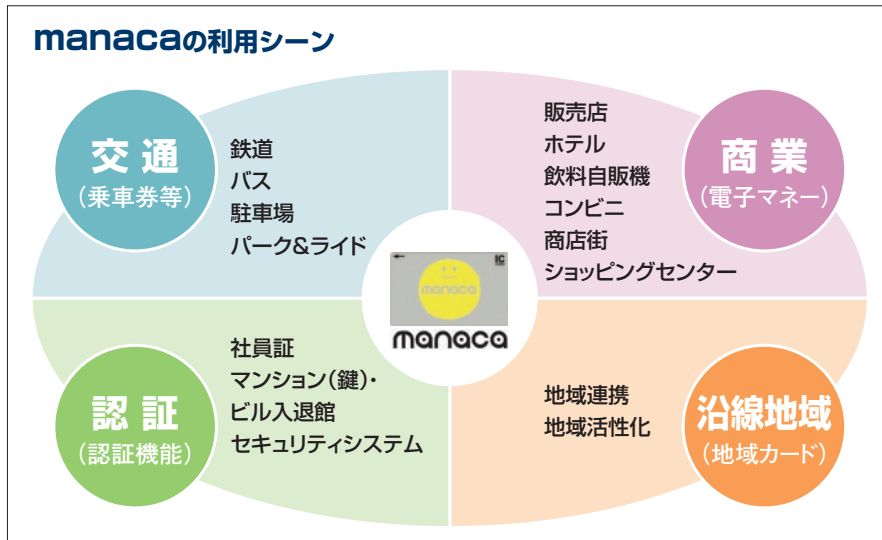 manacaの利用シーン
交通
(乗車券等)
鉄道
バス
駐車場
パーク&ライド
商業
(電子マネー)
販売店
ホテル
飲料自販機
コンビニ
商店街
ショッピングセンター
IC
manaca
manaca
認証
(認証機能)
社員証
マンション(鍵)・
ビル入退館
セキュリティシステム
沿線地域
(地域カード)
地域連携
地域活性化